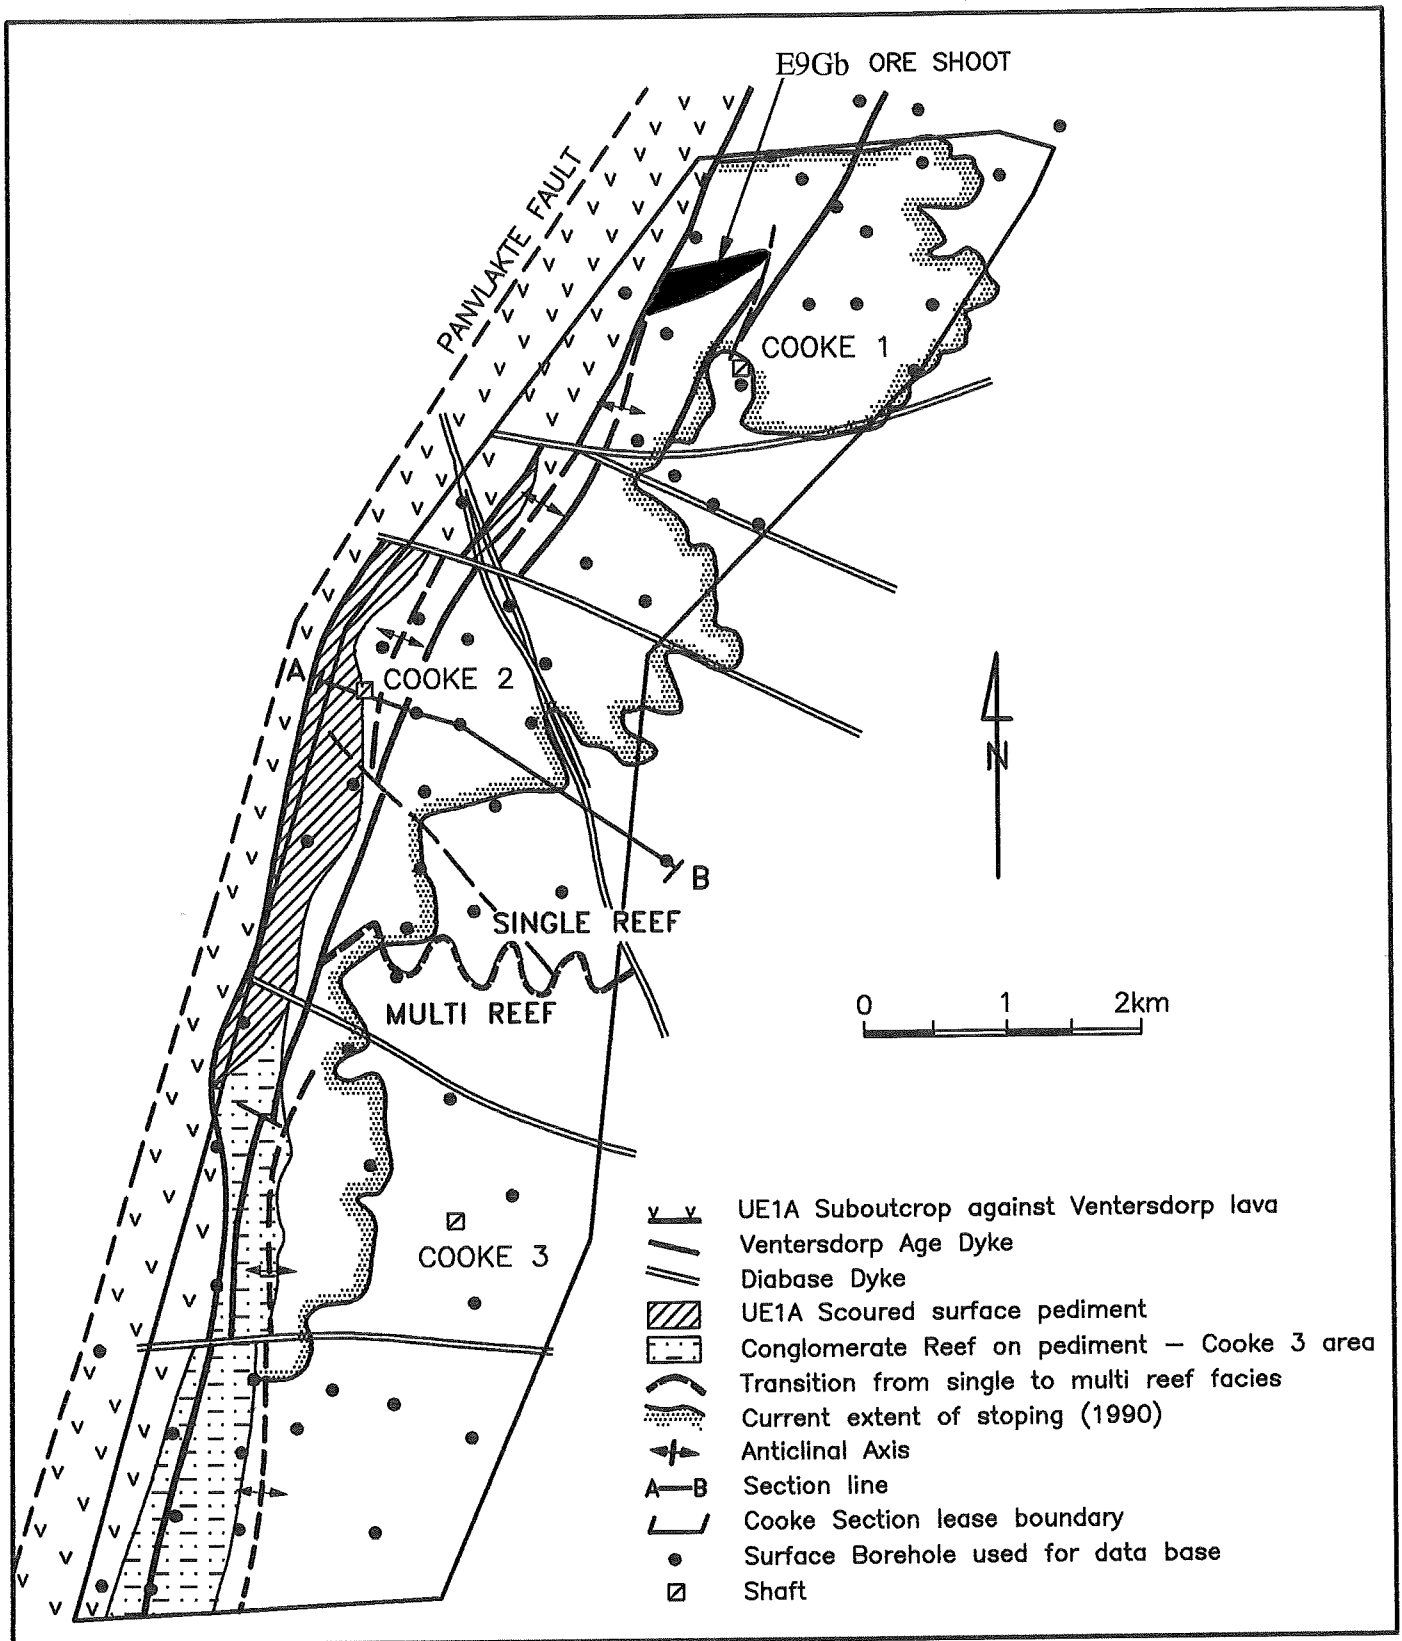 E9Gb ORE SHOOT
PANVLAKTE FAULT
COOKE 1
A
COOKE 2
N
B
SINGLE REEF
MULTI REEF
0 1 2km
COOKE 3
UE1A Suboutcrop against Ventersdorp lava
Ventersdorp Age Dyke
Diabase Dyke
UE1A Scoured surface pediment
Conglomerate Reef on pediment — Cooke 3 area
Transition from single to multi reef facies
Current extent of stoping (1990)
Anticlinal Axis
A—B Section line
Cooke Section lease boundary
Surface Borehole used for data base
Shaft